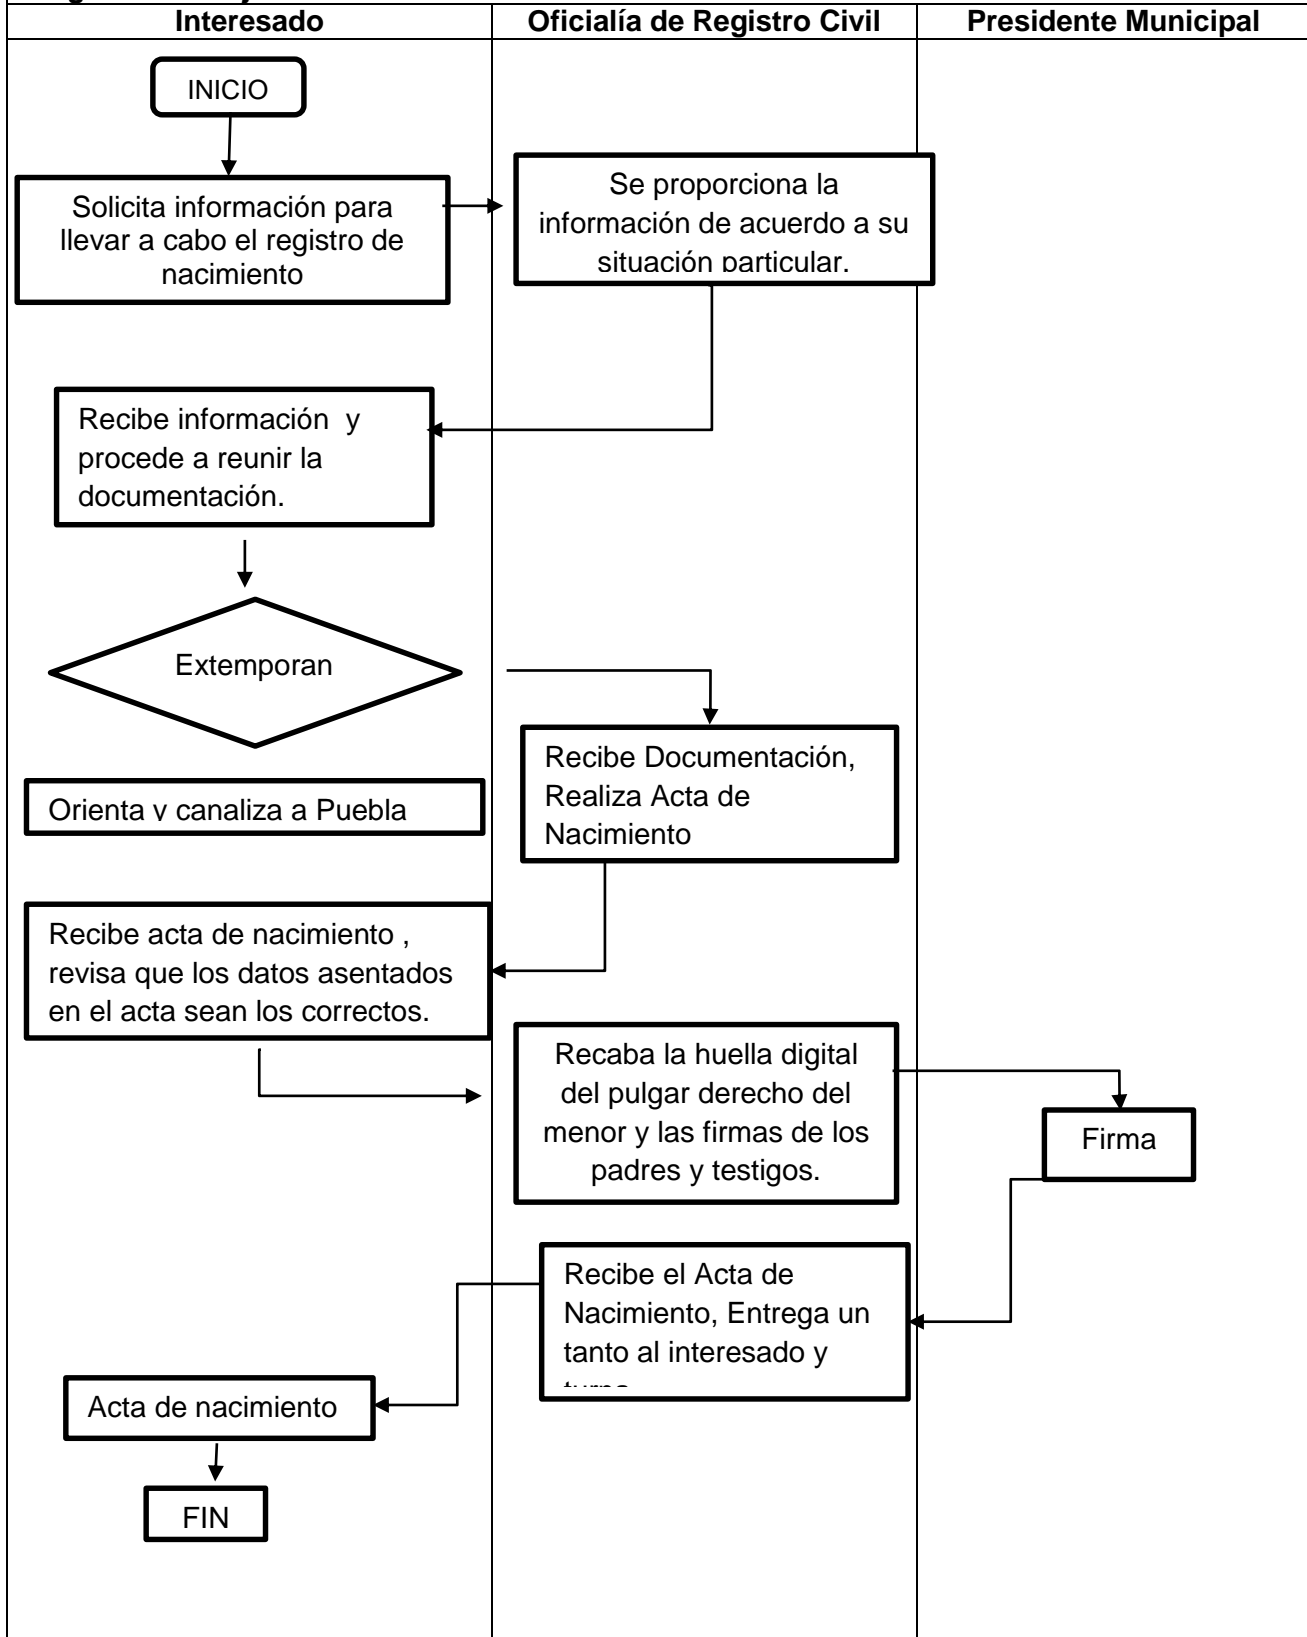 Interesado
Oficialía de Registro Civil
Presidente Municipal
INICIO
Solicita información para
llevar a cabo el registro de
nacimiento
Se proporciona la
información de acuerdo a su
situación particular.
Recibe información y
procede a reunir la
documentación.
Extemporan
Recibe Documentación,
Realiza Acta de
Nacimiento
Orienta y canaliza a Puebla
Recibe acta de nacimiento ,
revisa que los datos asentados
en el acta sean los correctos.
Recaba la huella digital
del pulgar derecho del
menor y las firmas de los
padres y testigos.
Firma
Recibe el Acta de
Nacimiento, Entrega un
tanto al interesado y
Acta de nacimiento
FIN